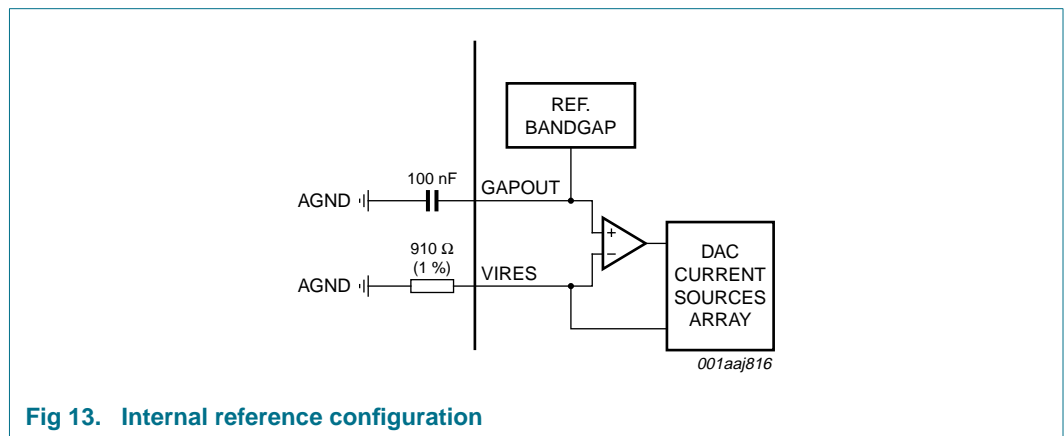 REF.
BANDGAP
100 nF
GAPOUT
AGND
+
910 Ω
(1 %)
−
DAC
CURRENT
SOURCES
ARRAY
VIRES
AGND
001aaj816
Fig 13. Internal reference configuration